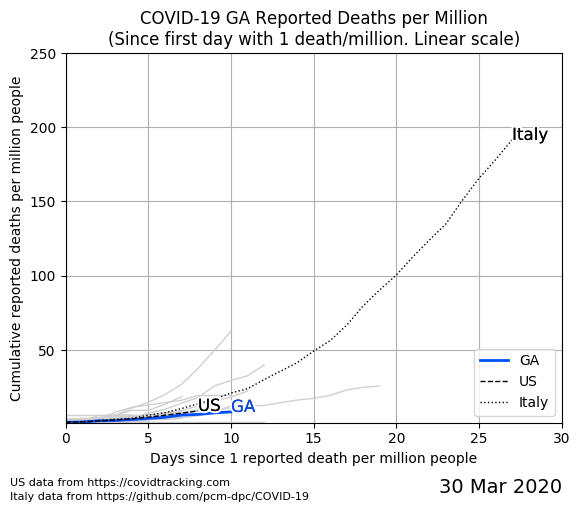 COVID-19 GA Reported Deaths per Million
(Since first day with 1 death/million. Linear scale)
Cumulative reported deaths per million people
250
200
150
100
50
Italy
US
GA
GA
US
Italy
0
5
10
15
20
25
30
Days since 1 reported death per million people
US data from https://covidtracking.com
Italy data from https://github.com/pcm-dpc/COVID-19
30 Mar 2020